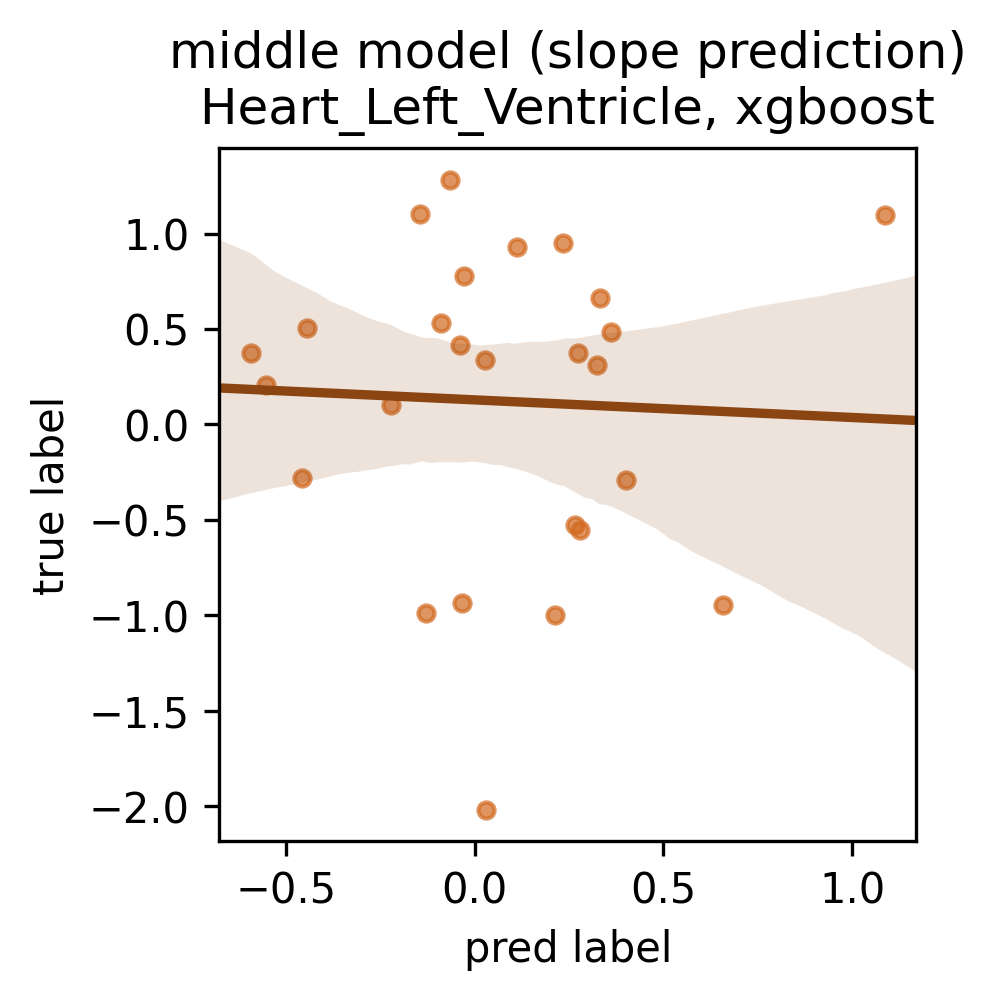 middle model (slope prediction)
Heart_Left_Ventricle, xgboost
1.0
0.5
0.0
−0.5
−1.0
−1.5
−2.0
true label
−0.5
0.0
0.5
1.0
pred label